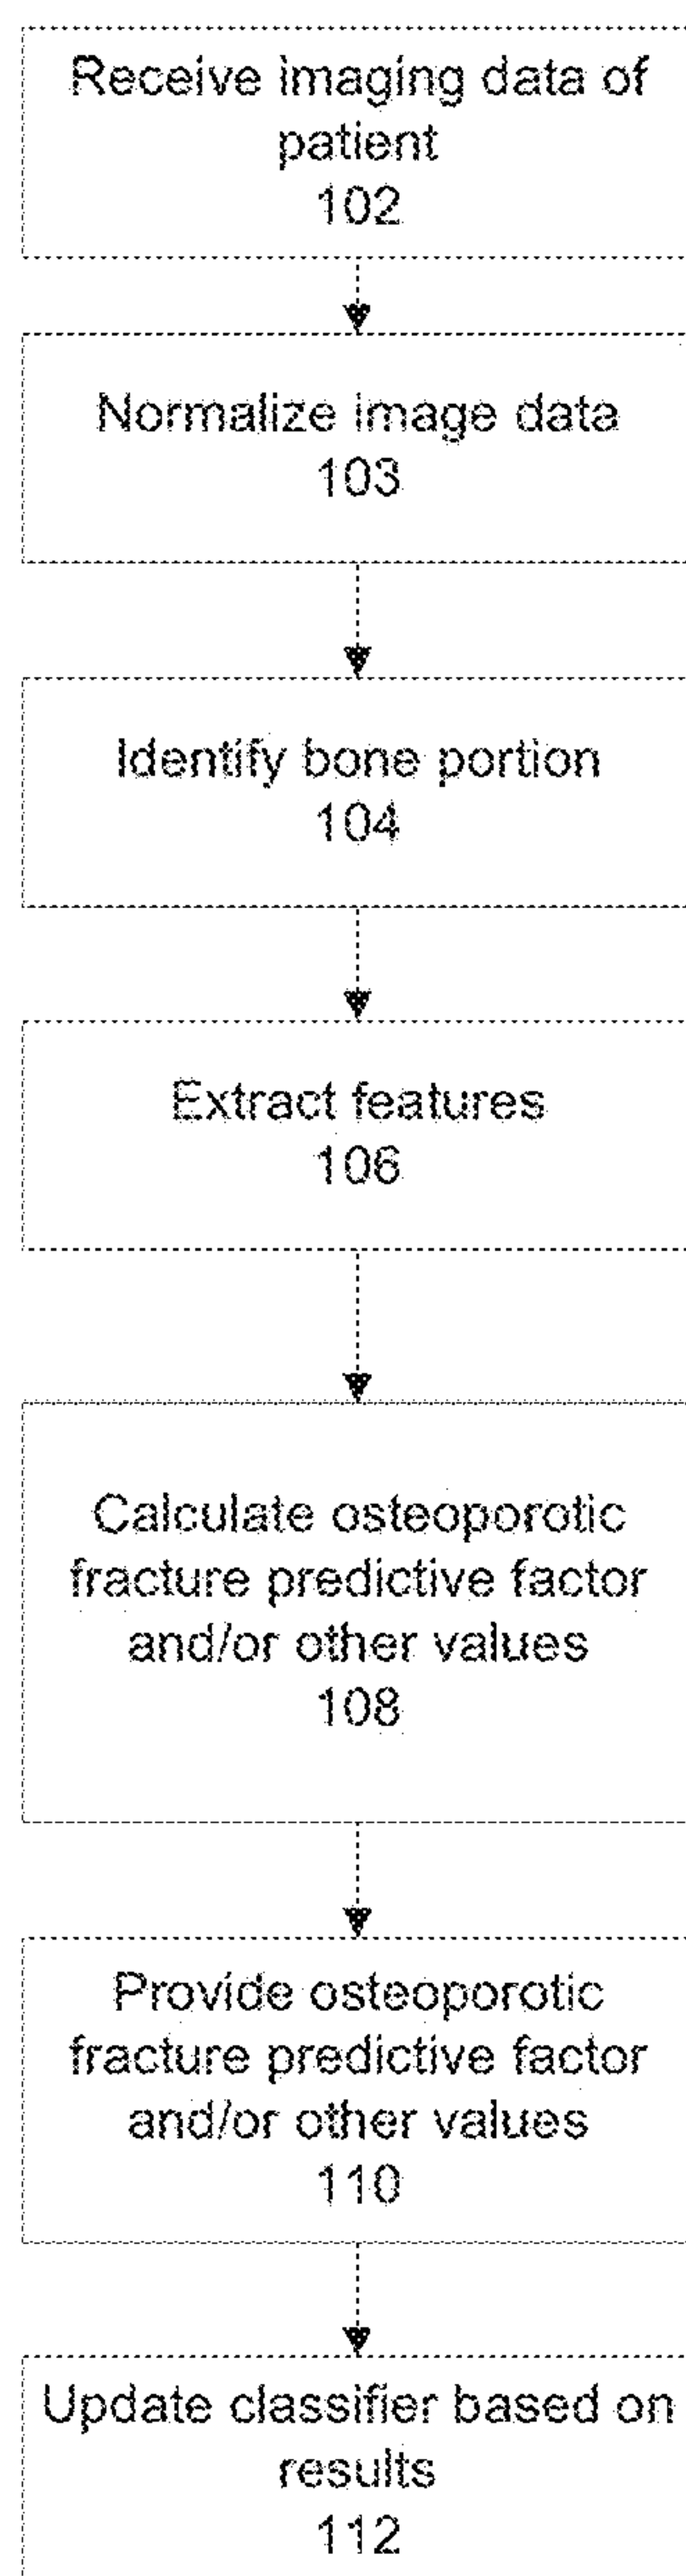 Receive imaging data of
patient
102
Normalize image data
103
Identify bone portion
104
Extract features
106
Calculate osteoporotic
fracture predictive factor
and/or other values
108
Provide osteoporotic
fracture predictive factor
and/or other values
110
Update classifier based on
results
112